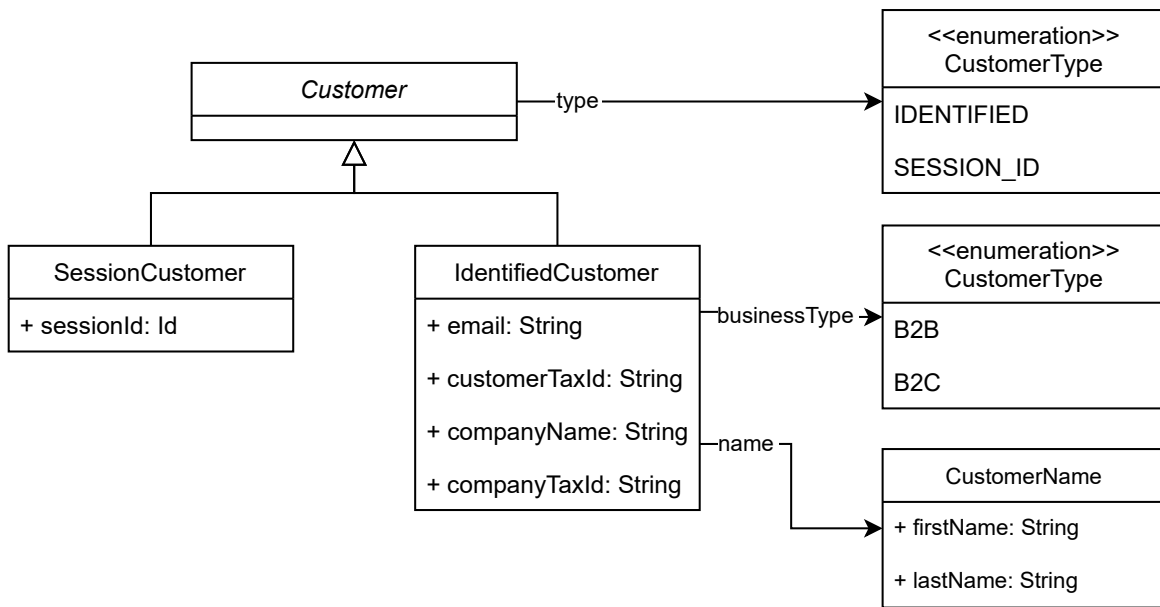 <<enumeration>>
CustomerType
IDENTIFIED
SESSION_ID
Customer
type
SessionCustomer
+ sessionId: Id
IdentifiedCustomer
+ email: String
+ customerTaxId: String
+ companyName: String
+ companyTaxId: String
businessType
name
<<enumeration>>
CustomerType
B2B
B2C
CustomerName
+ firstName: String
+ lastName: String